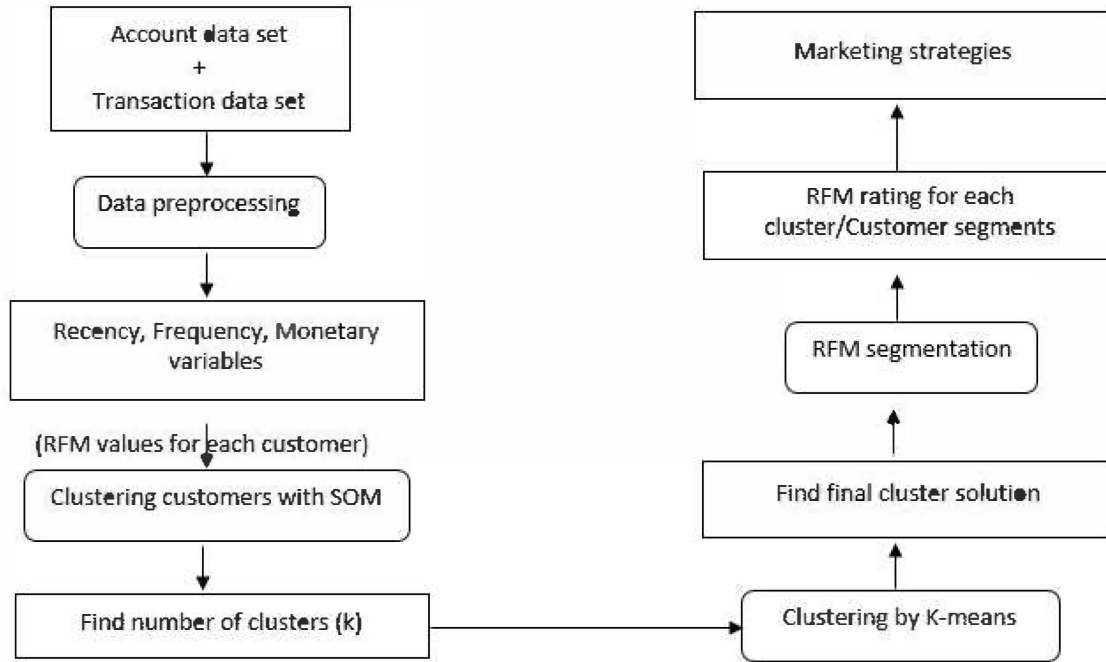 Account data set
+
Transaction data set
Data preprocessing
Recency, Frequency, Monetary
variables
(RFM values for each customer)
Clustering customers with SOM
Find number of clusters (k)
Clustering by K-means
Find final cluster solution
RFM segmentation
RFM rating for each
cluster/Customer segments
Marketing strategies